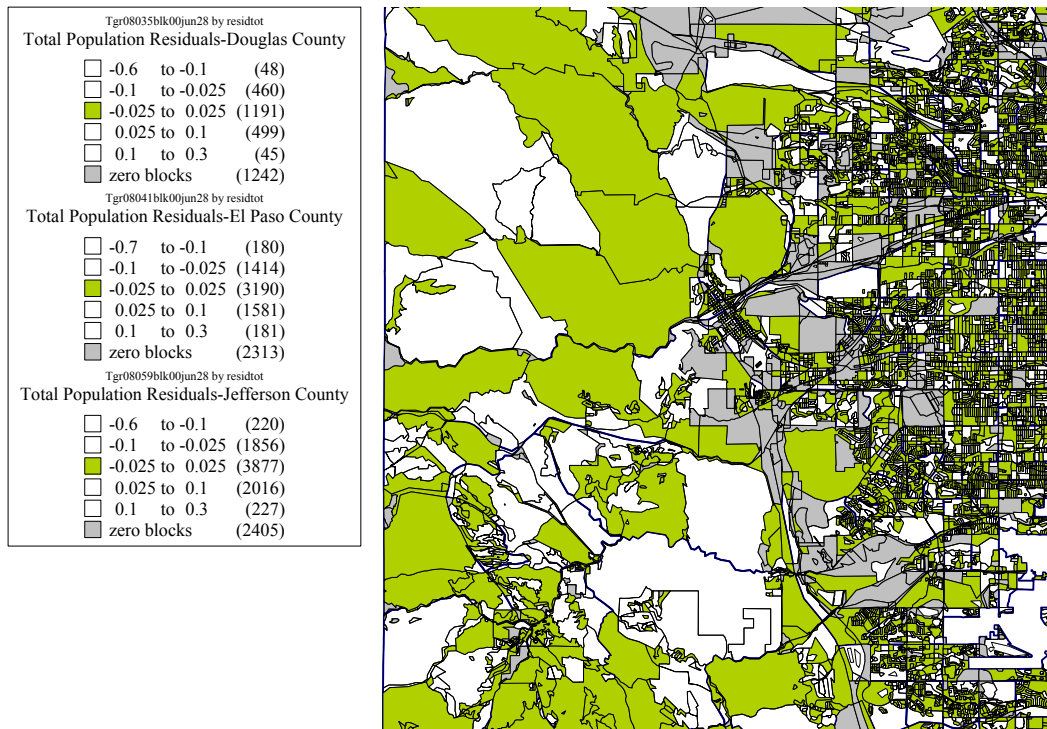 Tgr08035blk00jun28 by residtot
Total Population Residuals-Douglas County
-0.6 to -0.1 (48)
-0.1 to -0.025 (460)
-0.025 to 0.025 (1191)
0.025 to 0.1 (499)
0.1 to 0.3 (45)
zero blocks (1242)
Tgr08041blk00jun28 by residtot
Total Population Residuals-El Paso County
-0.7 to -0.1 (180)
-0.1 to -0.025 (1414)
-0.025 to 0.025 (3190)
0.025 to 0.1 (1581)
0.1 to 0.3 (181)
zero blocks (2313)
Tgr08059blk00jun28 by residtot
Total Population Residuals-Jefferson County
-0.6 to -0.1 (220)
-0.1 to -0.025 (1856)
-0.025 to 0.025 (3877)
0.025 to 0.1 (2016)
0.1 to 0.3 (227)
zero blocks (2405)